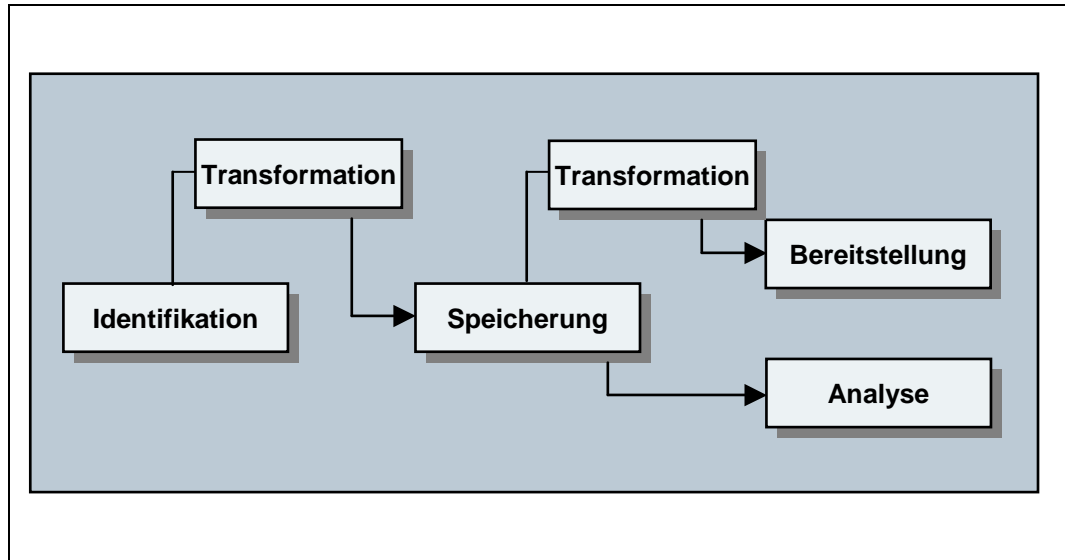 Transformation
Transformation
Bereitstellung
Identifikation
Speicherung
Analyse